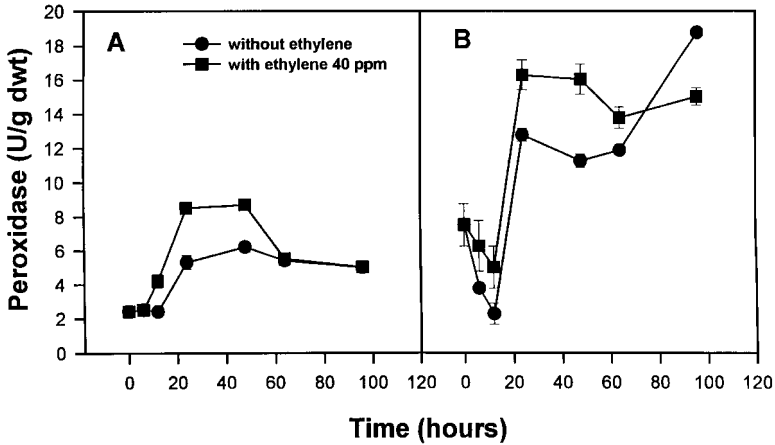 Peroxidase (U/g dwt)
20
18
16
14
12
10
8
6
4
2
0
A
without ethylene
with ethylene 40 ppm
B
0 20 40 60 80 100 120 0 20 40 60 80 100 120
Time (hours)